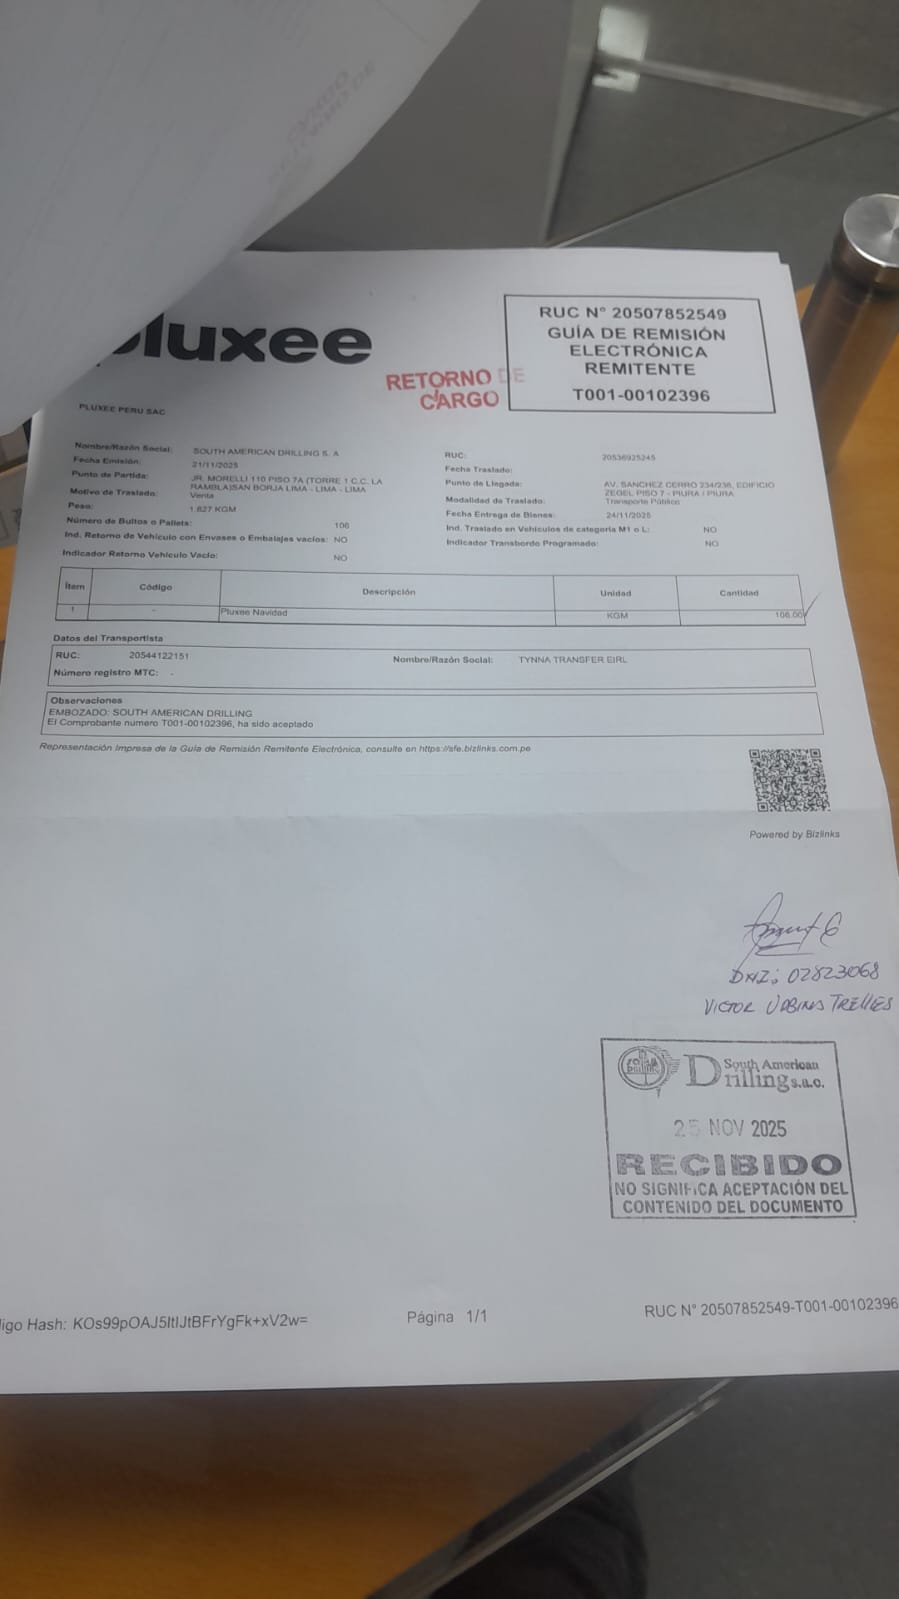 pluxee
RETORNO DE
CARGO
RUC N° 20507852549
GUÍA DE REMISIÓN
ELECTRÓNICA
REMITENTE
T001-00102396
PLUXEE PERU SAC
Nombre/Razón Social: SOUTH AMERICAN DRILLING S. A
Fecha Emisión: 21/11/2025
Punto de Partida: JR. MORELLI 110 PISO 7A (TORRE 1 C.C. LA
RAMBLA)SAN BORJA LIMA - LIMA - LIMA
Motivo de Traslado: Venta
Peso: 1.827 KGM
Número de Bultos o Pallets: 106
Ind. Retorno de Vehículo con Envases o Embalajes vacíos: NO
Indicador Retorno Vehículo Vacío: NO
RUC: 20536925245
Fecha Traslado:
Punto de Llegada: AV. SANCHEZ CERRO 234/236, EDIFICIO
ZEGEL PISO 7 - PIURA / PIURA
Modalidad de Traslado: Transporte Público
Fecha Entrega de Bienes: 24/11/2025
Ind. Traslado en Vehículos de categoría M1 o L: NO
Indicador Transbordo Programado: NO
Item Código Descripción Unidad Cantidad
1 - Pluxee Navidad KGM 106.00
Datos del Transportista
RUC: 20544122151 Nombre/Razón Social: TYNNA TRANSFER EIRL
Número registro MTC: -
Observaciones
EMBOZADO: SOUTH AMERICAN DRILLING
El Comprobante numero T001-00102396, ha sido aceptado
Representación Impresa de la Guía de Remisión Remitente Electrónica, consulte en https://sfe.bizlinks.com.pe
Powered by Bizlinks
DNI: 02823068
VICTOR URBINA TRELLES
South American
Drilling s.a.c.
25 NOV 2025
RECIBIDO
NO SIGNIFICA ACEPTACIÓN DEL
CONTENIDO DEL DOCUMENTO
igo Hash: KOs99pOAJ5ItIJtBFrYgFk+xV2w= Página 1/1 RUC N° 20507852549-T001-00102396